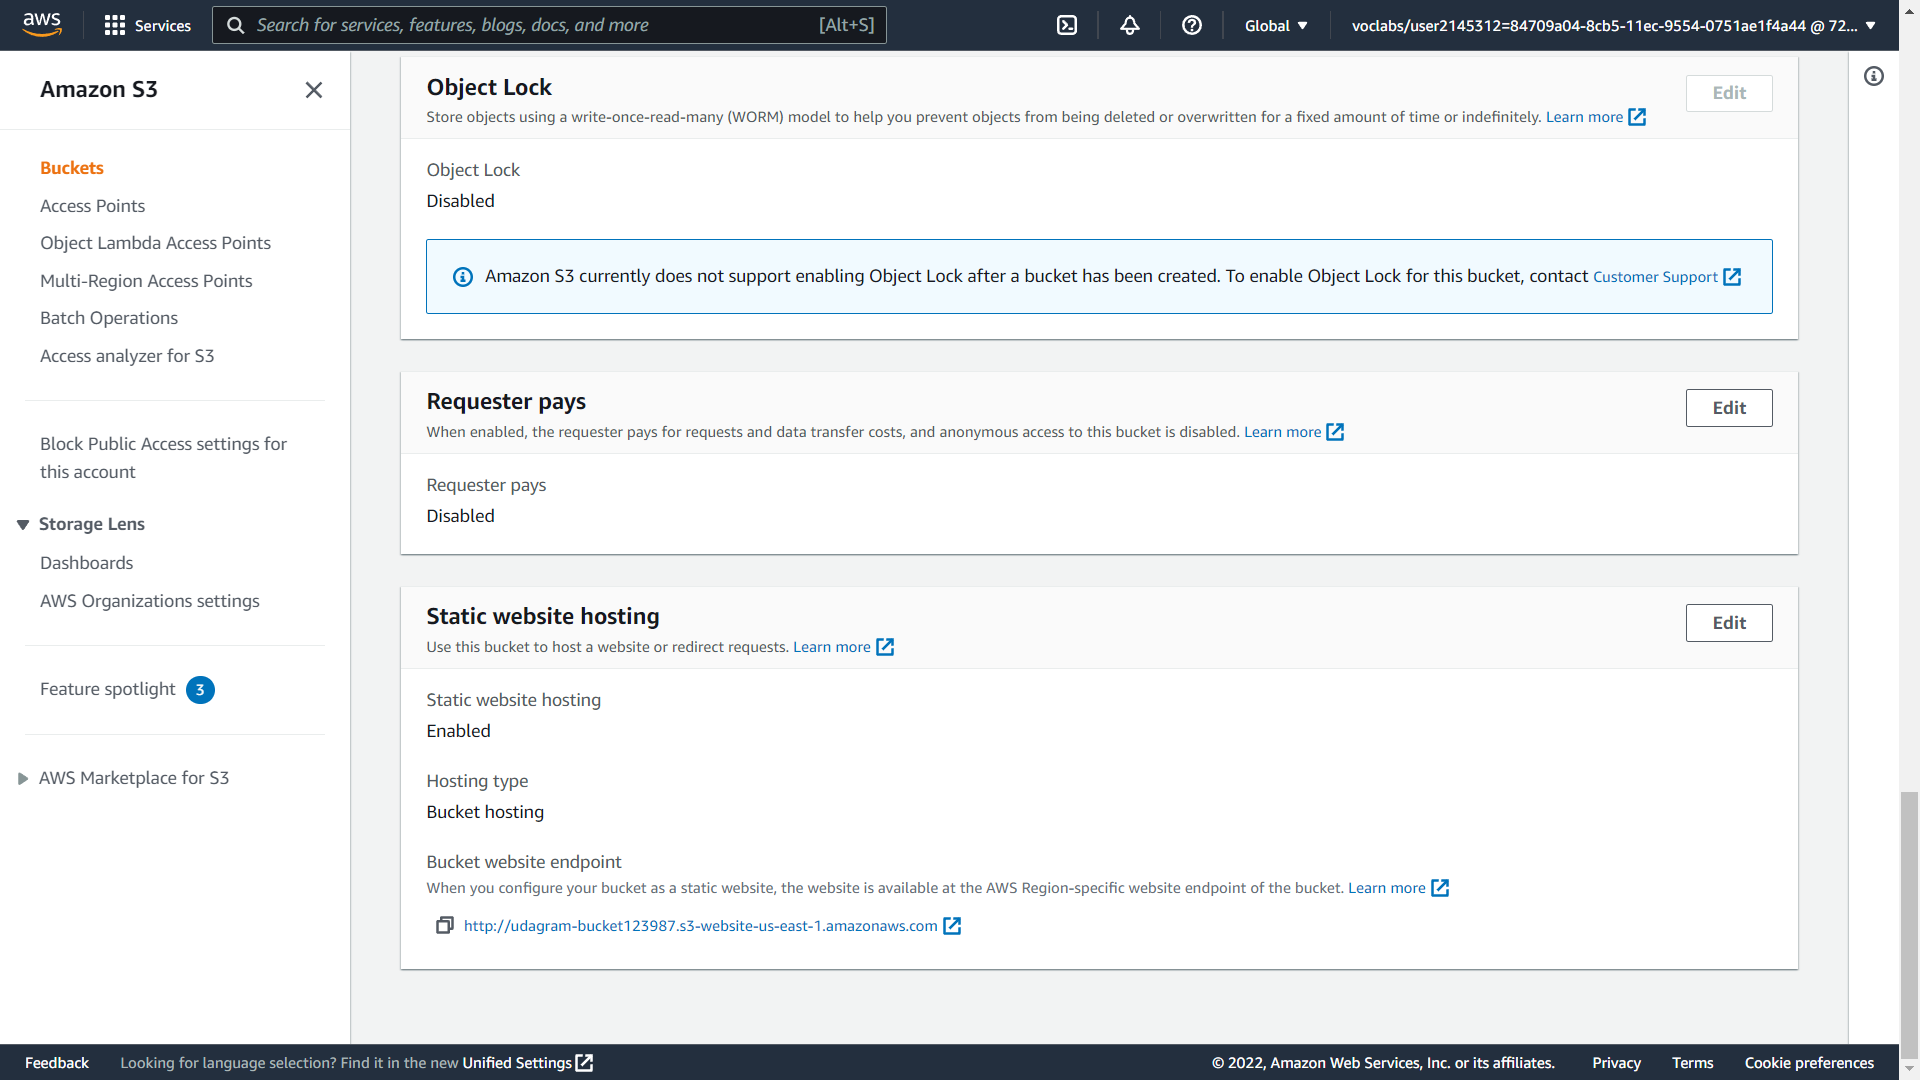 aws
Services
Search for services, features, blogs, docs, and more
[Alt+S]
Global
voclabs/user2145312=84709a04-8cb5-11ec-9554-0751ae1f4a44 @ 72...
Amazon S3
Buckets
Access Points
Object Lambda Access Points
Multi-Region Access Points
Batch Operations
Access analyzer for S3
Block Public Access settings for
this account
Storage Lens
Dashboards
AWS Organizations settings
Feature spotlight 3
AWS Marketplace for S3
Object Lock
Edit
Store objects using a write-once-read-many (WORM) model to help you prevent objects from being deleted or overwritten for a fixed amount of time or indefinitely. Learn more
Object Lock
Disabled
Amazon S3 currently does not support enabling Object Lock after a bucket has been created. To enable Object Lock for this bucket, contact Customer Support
Requester pays
Edit
When enabled, the requester pays for requests and data transfer costs, and anonymous access to this bucket is disabled. Learn more
Requester pays
Disabled
Static website hosting
Edit
Use this bucket to host a website or redirect requests. Learn more
Static website hosting
Enabled
Hosting type
Bucket hosting
Bucket website endpoint
When you configure your bucket as a static website, the website is available at the AWS Region-specific website endpoint of the bucket. Learn more
http://udagram-bucket123987.s3-website-us-east-1.amazonaws.com
Feedback
Looking for language selection? Find it in the new Unified Settings
© 2022, Amazon Web Services, Inc. or its affiliates.
Privacy
Terms
Cookie preferences